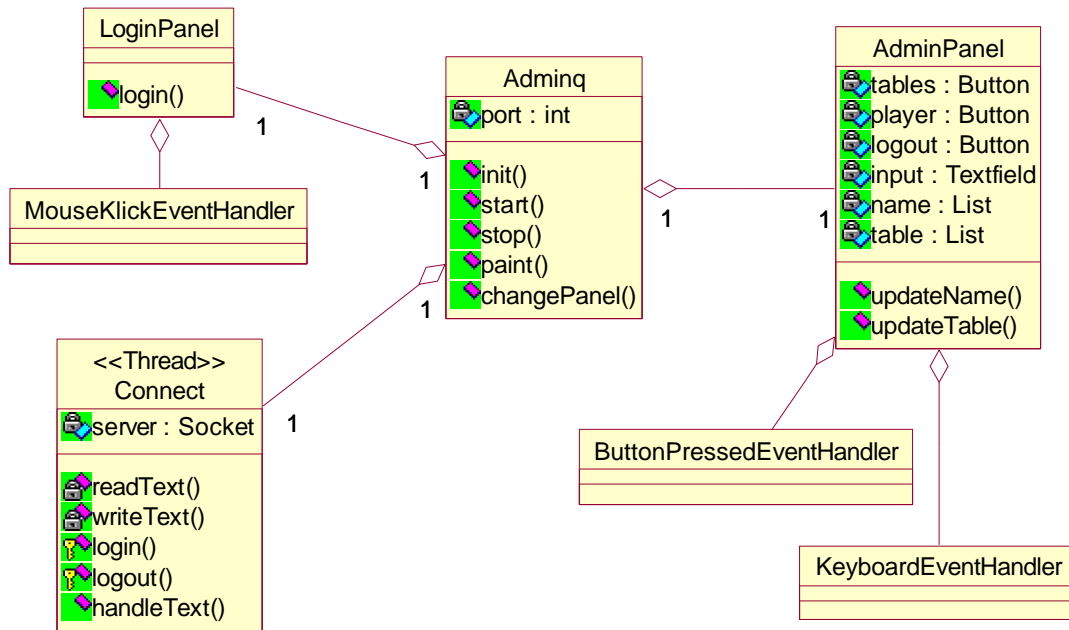 LoginPanel
login()
1
MouseKlickEventHandler
Adminq
port : int
init()
start()
stop()
paint()
changePanel()
1
1
1
1
AdminPanel
tables : Button
player : Button
logout : Button
input : Textfield
name : List
table : List
updateName()
updateTable()
<<Thread>>
Connect
server : Socket
readText()
writeText()
login()
logout()
handleText()
1
ButtonPressedEventHandler
KeyboardEventHandler